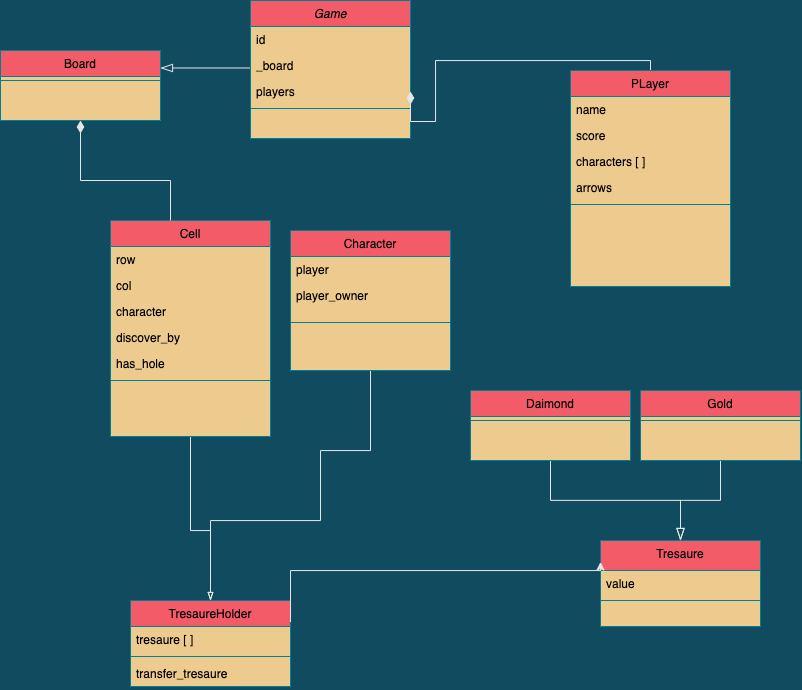 Game
id
_board
players
Board
PLayer
name
score
characters [ ]
arrows
Cell
row
col
character
discover_by
has_hole
Character
player
player_owner
Daimond
Gold
Tresaure
value
TresaureHolder
tresaure [ ]
transfer_tresaure